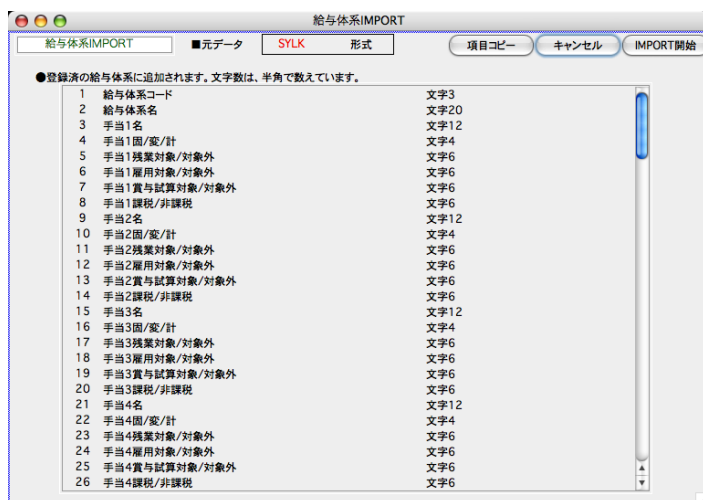 給与体系IMPORT
給与体系IMPORT ■元データ SYLK 形式 項目コピー キャンセル IMPORT開始
●登録済の給与体系に追加されます。文字数は、半角で数えています。
1 給与体系コード 文字3
2 給与体系名 文字20
3 手当1名 文字12
4 手当1固/変/計 文字4
5 手当1残業対象/対象外 文字6
6 手当1雇用対象/対象外 文字6
7 手当1賞与試算対象/対象外 文字6
8 手当1課税/非課税 文字6
9 手当2名 文字12
10 手当2固/変/計 文字4
11 手当2残業対象/対象外 文字6
12 手当2雇用対象/対象外 文字6
13 手当2賞与試算対象/対象外 文字6
14 手当2課税/非課税 文字6
15 手当3名 文字12
16 手当3固/変/計 文字4
17 手当3残業対象/対象外 文字6
18 手当3雇用対象/対象外 文字6
19 手当3賞与試算対象/対象外 文字6
20 手当3課税/非課税 文字6
21 手当4名 文字12
22 手当4固/変/計 文字4
23 手当4残業対象/対象外 文字6
24 手当4雇用対象/対象外 文字6
25 手当4賞与試算対象/対象外 文字6
26 手当4課税/非課税 文字6